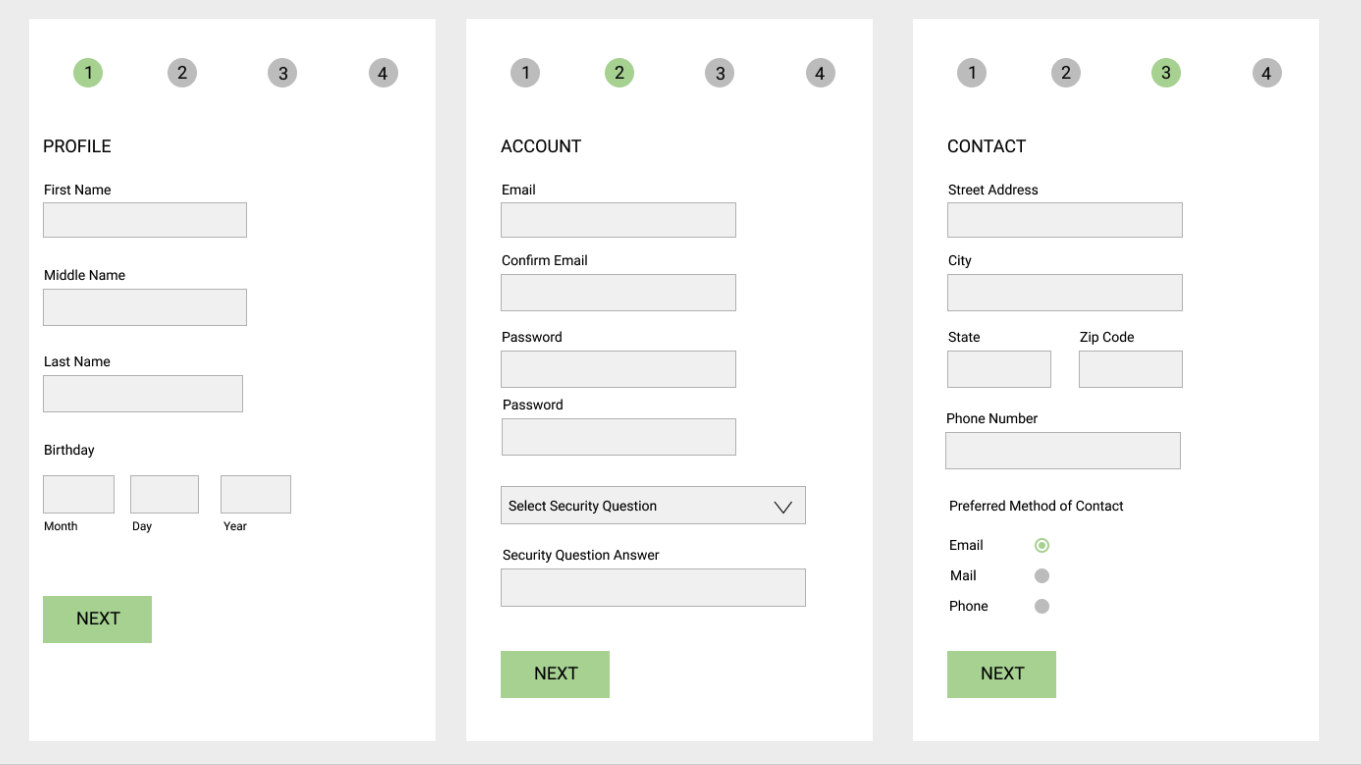 1 2 3 4
PROFILE
First Name
Middle Name
Last Name
Birthday
Month Day Year
NEXT
1 2 3 4
ACCOUNT
Email
Confirm Email
Password
Password
Select Security Question
Security Question Answer
NEXT
1 2 3 4
CONTACT
Street Address
City
State Zip Code
Phone Number
Preferred Method of Contact
Email
Mail
Phone
NEXT